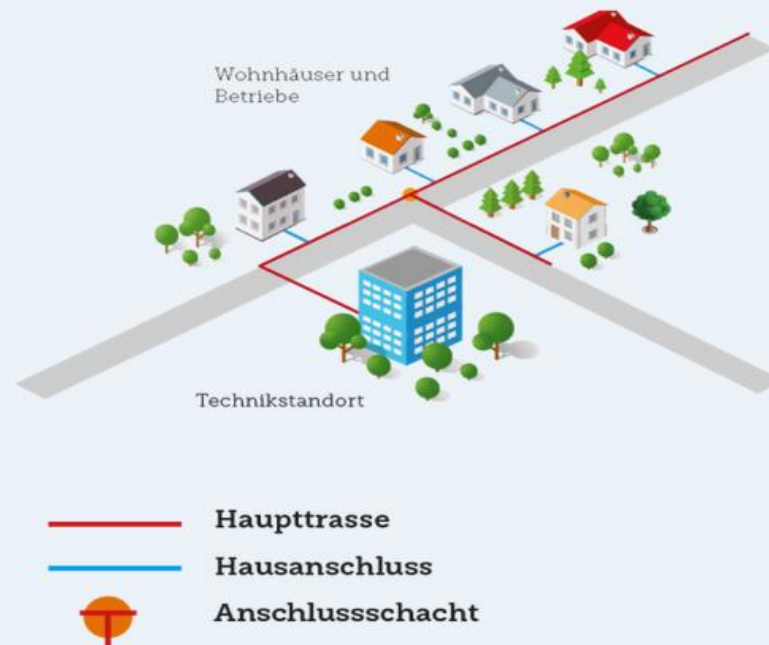 Wohnhäuser und
Betriebe
Technikstandort
Haupttrasse
Hausanschluss
Anschlussschacht